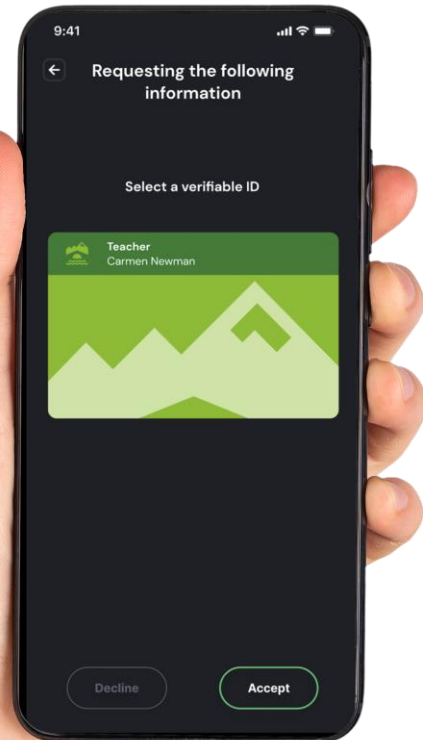 9:41
Requesting the following
information
Select a verifiable ID
Teacher
Carmen Newman
Decline
Accept